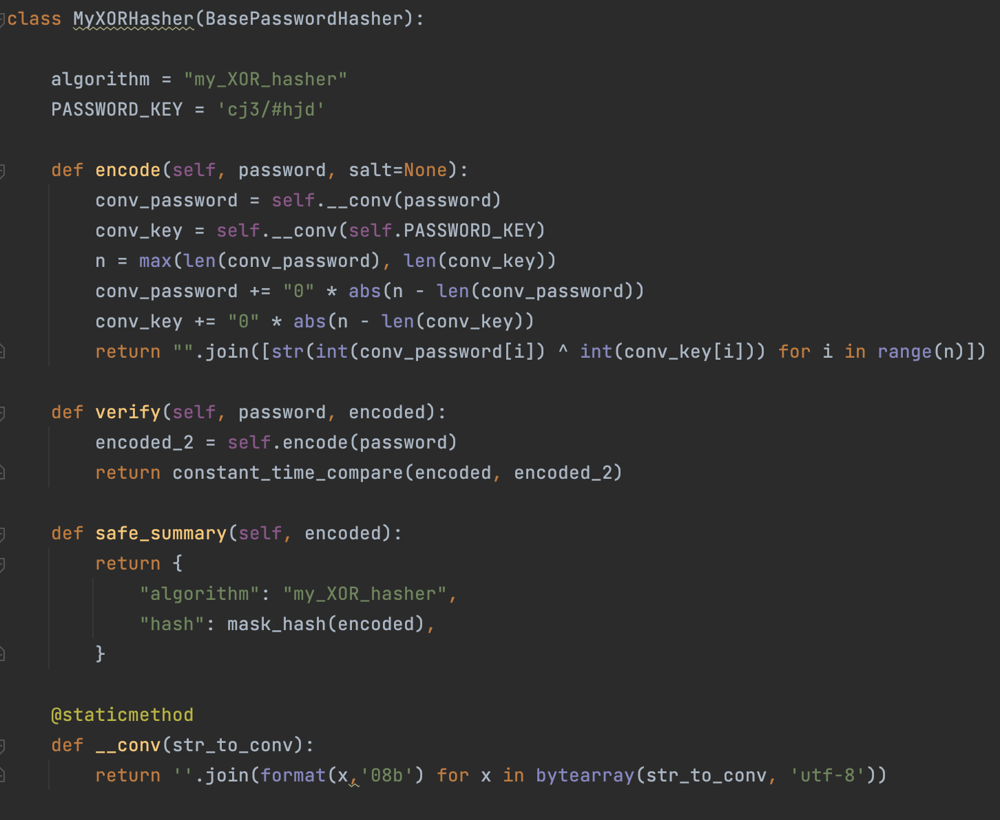 class MyXORHasher(BasePasswordHasher):
algorithm = "my_XOR_hasher"
PASSWORD_KEY = 'cj3/#hjd'
def encode(self, password, salt=None):
conv_password = self.__conv(password)
conv_key = self.__conv(self.PASSWORD_KEY)
n = max(len(conv_password), len(conv_key))
conv_password += "0" * abs(n - len(conv_password))
conv_key += "0" * abs(n - len(conv_key))
return "".join([str(int(conv_password[i]) ^ int(conv_key[i])) for i in range(n)])
def verify(self, password, encoded):
encoded_2 = self.encode(password)
return constant_time_compare(encoded, encoded_2)
def safe_summary(self, encoded):
return {
"algorithm": "my_XOR_hasher",
"hash": mask_hash(encoded),
}
@staticmethod
def __conv(str_to_conv):
return ''.join(format(x,'08b') for x in bytearray(str_to_conv, 'utf-8'))